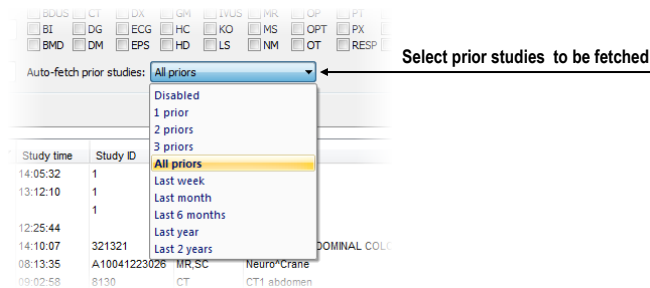 BDUS CT DX GM IVUS MR OP PT
BI DG ECG HC KO MS OPT PX
BMD DM EPS HD LS NM OT RESP
Select prior studies to be fetched
Auto-fetch prior studies: All priors
Disabled
1 prior
2 priors
3 priors
Study time Study ID All priors
14:05:32 1 Last week
13:12:10 1 Last month
1 Last 6 months
12:25:44 Last year
14:10:07 321321 Last 2 years DOMINAL COLO
08:13:35 A10041223026 MR,SC Neuro^Crane
09:02:58 8130 CT CT1 abdomen